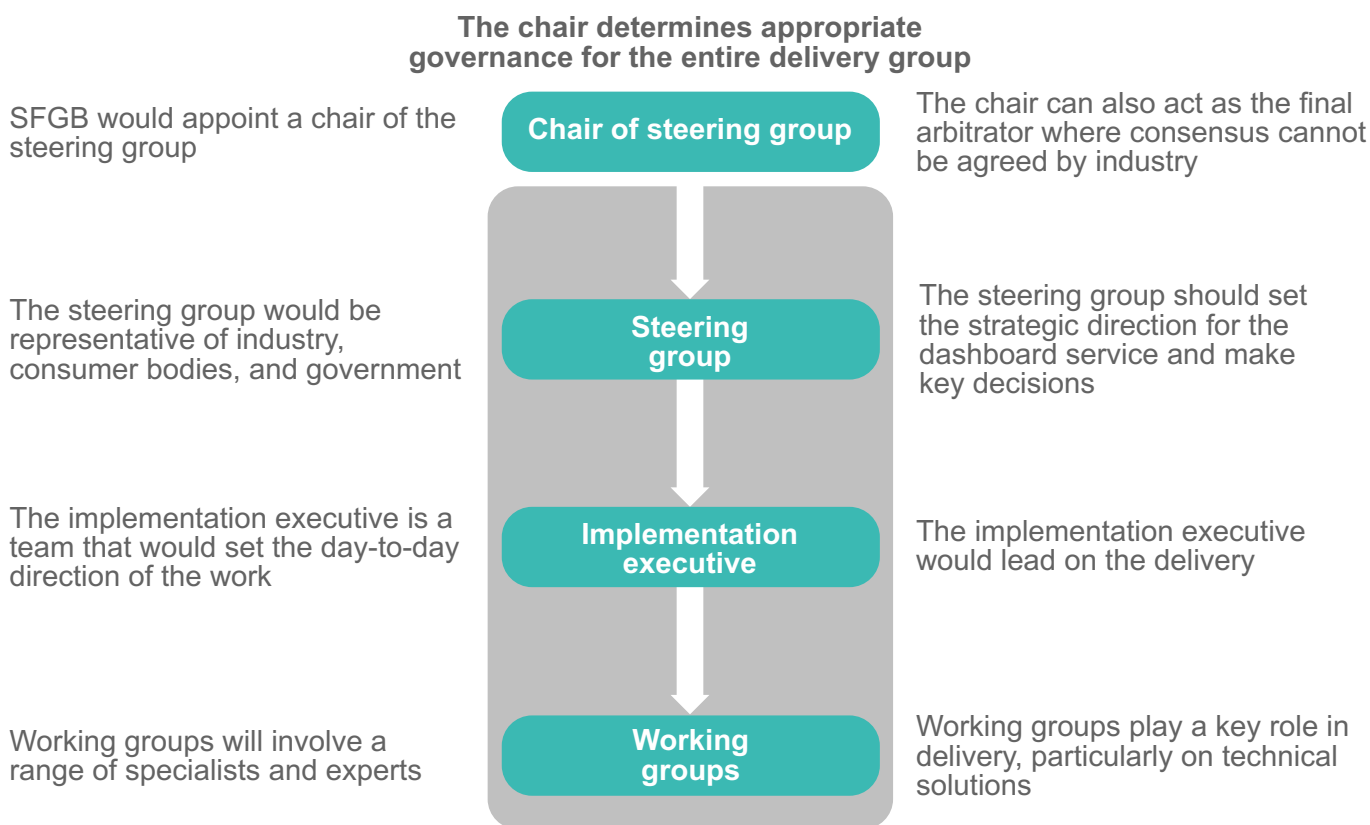 The chair determines appropriate
governance for the entire delivery group
SFGB would appoint a chair of the
steering group
Chair of steering group
The chair can also act as the final
arbitrator where consensus cannot
be agreed by industry
The steering group would be
representative of industry,
consumer bodies, and government
Steering
group
The steering group should set
the strategic direction for the
dashboard service and make
key decisions
The implementation executive is a
team that would set the day-to-day
direction of the work
Implementation
executive
The implementation executive
would lead on the delivery
Working groups will involve a
range of specialists and experts
Working
groups
Working groups play a key role in
delivery, particularly on technical
solutions